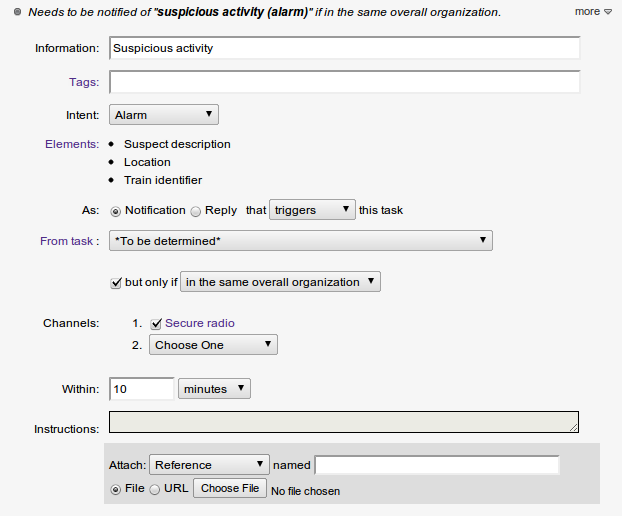 Needs to be notified of "suspicious activity (alarm)" if in the same overall organization. more
Information: Suspicious activity
Tags:
Intent: Alarm
Elements: • Suspect description
• Location
• Train identifier
As: Notification Reply that triggers this task
From task : *To be determined*
but only if in the same overall organization
Channels: 1. Secure radio
2. Choose One
Within: 10 minutes
Instructions:
Attach: Reference named
File URL Choose File No file chosen